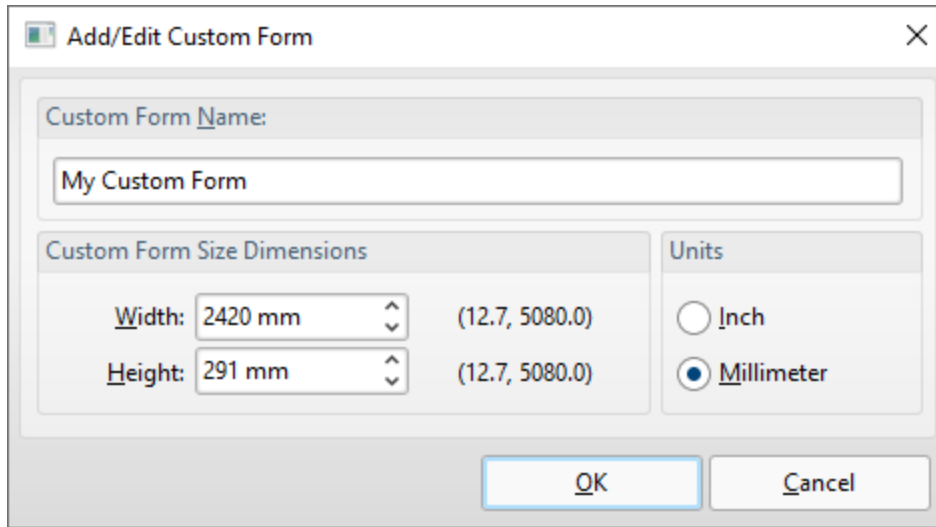 Add/Edit Custom Form
Custom Form Name:
My Custom Form
Custom Form Size Dimensions
Width: 2420 mm (12.7, 5080.0)
Height: 291 mm (12.7, 5080.0)
Units
Inch
Millimeter
OK Cancel